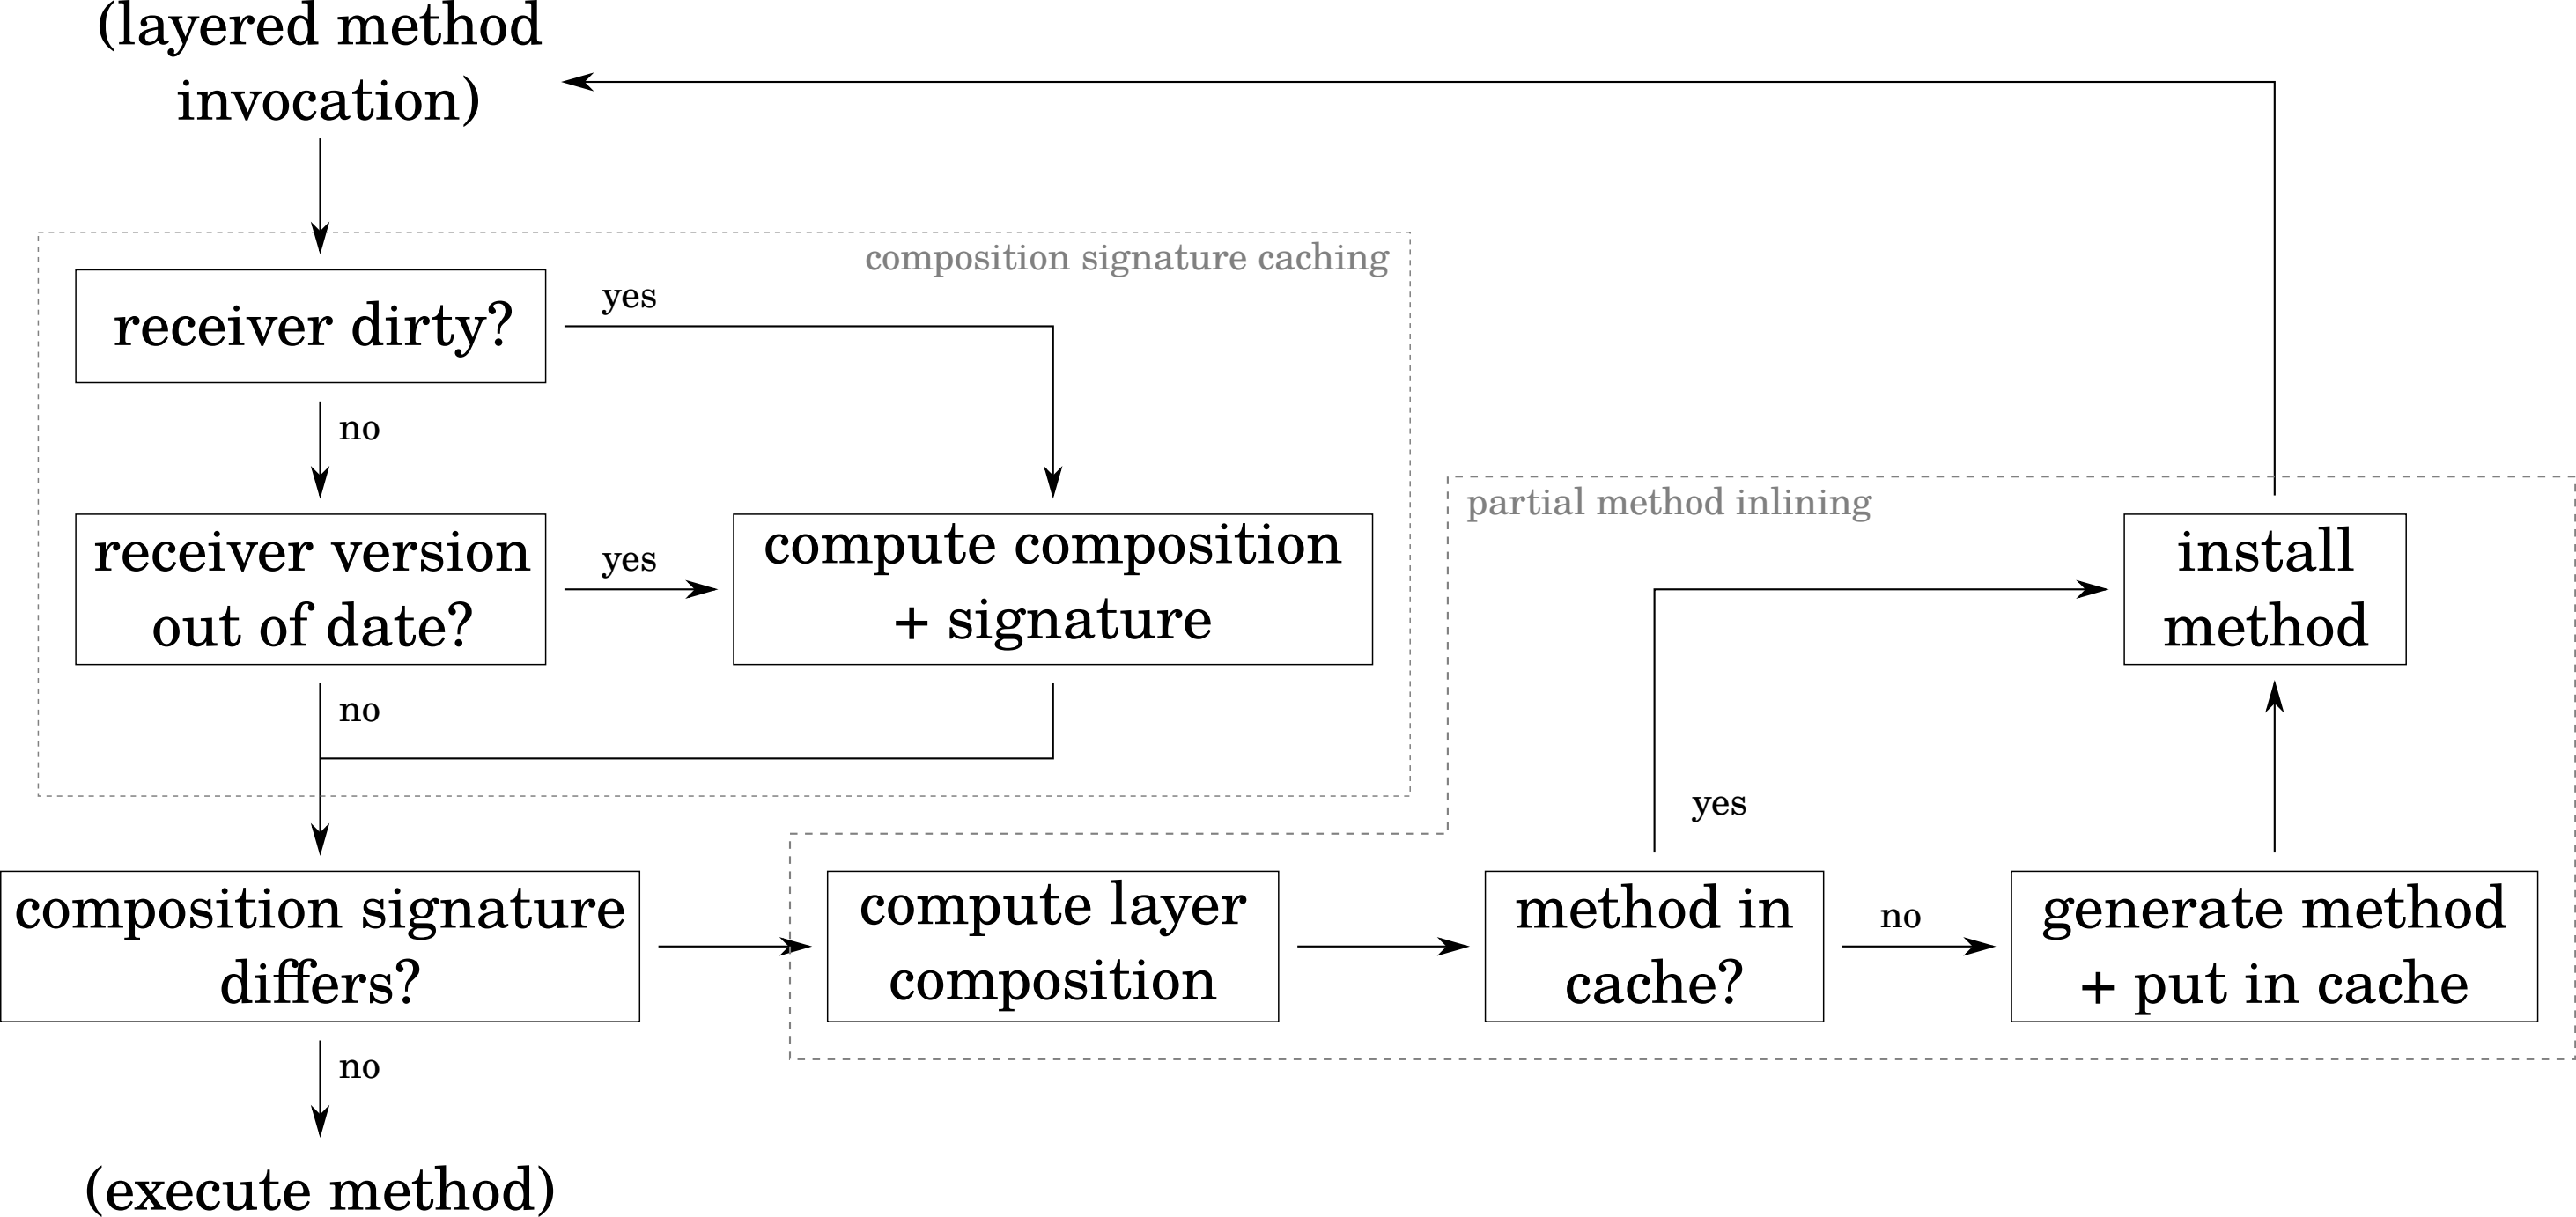 (layered method
invocation)
composition signature caching
receiver dirty?
yes
no
receiver version
out of date?
yes
compute composition
+ signature
no
partial method inlining
install
method
yes
composition signature
differs?
compute layer
composition
method in
cache?
no
generate method
+ put in cache
no
(execute method)